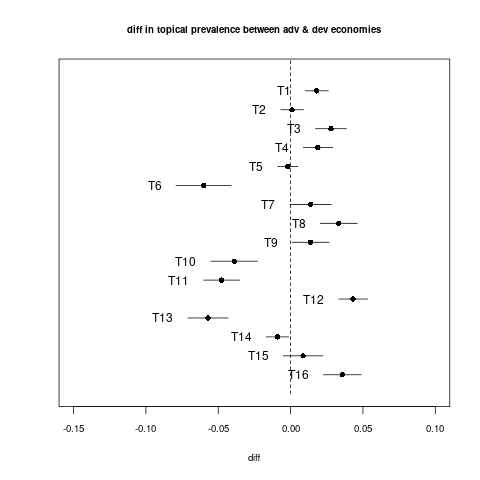 diff in topical prevalence between adv & dev economies
T1
T2
T3
T4
T5
T6
T7
T8
T9
T10
T11
T12
T13
T14
T15
T16
-0.15 -0.10 -0.05 0.00 0.05 0.10
diff